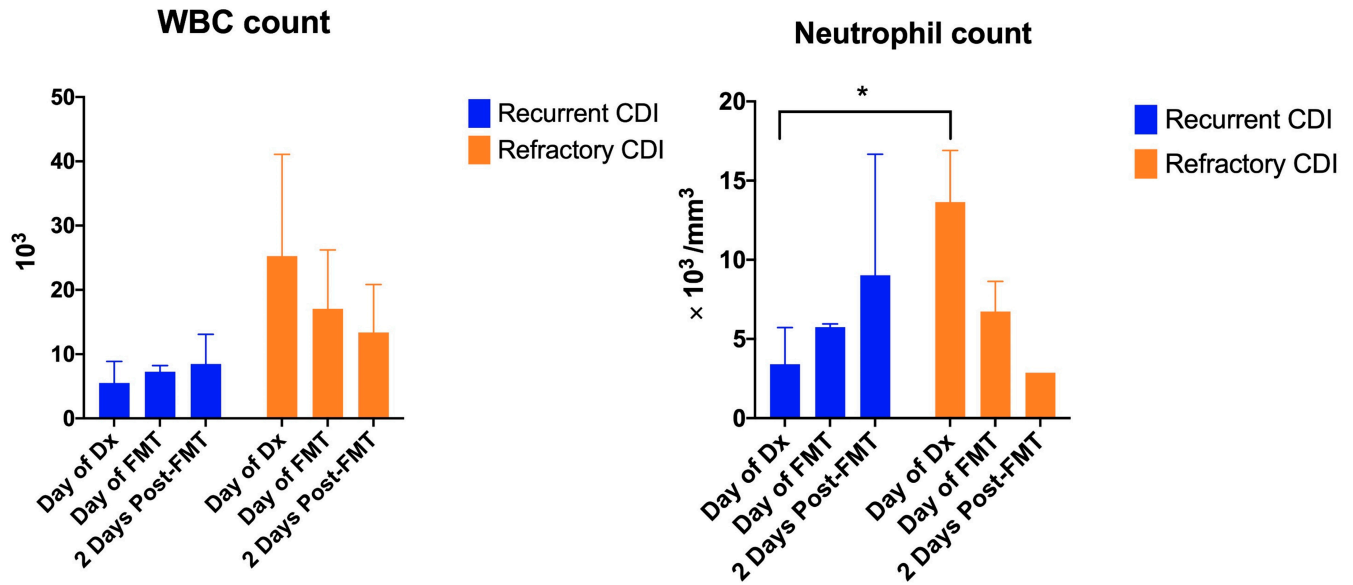 WBC count
50
40
30
20
10
0
10³
Day of Dx
Day of FMT
2 Days Post-FMT
Day of Dx
Day of FMT
2 Days Post-FMT
Recurrent CDI
Refractory CDI
Neutrophil count
*
20
15
10
5
0
× 10³ /mm³
Day of Dx
Day of FMT
2 Days Post-FMT
Day of Dx
Day of FMT
2 Days Post-FMT
Recurrent CDI
Refractory CDI